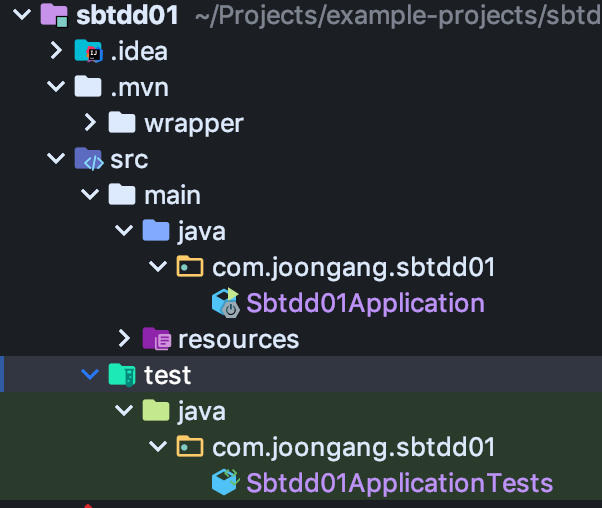 sbtdd01 ~/Projects/example-projects/sbtd
.idea
.mvn
wrapper
src
main
java
com.joongang.sbtdd01
Sbtdd01Application
resources
test
java
com.joongang.sbtdd01
Sbtdd01ApplicationTests